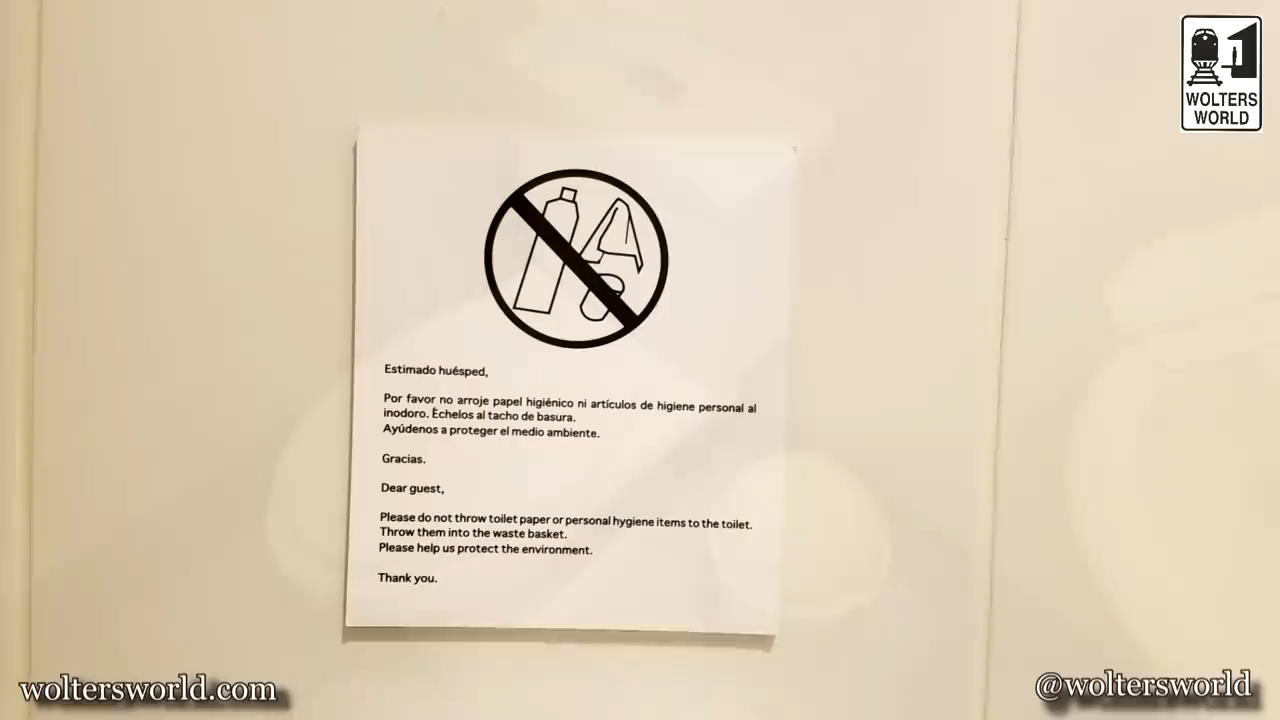 WOLTERS
WORLD
Estimado huésped,
Por favor no arroje papel higiénico ni artículos de higiene personal al
inodoro. Échelos al tacho de basura.
Ayúdenos a proteger el medio ambiente.
Gracias.
Dear guest,
Please do not throw toilet paper or personal hygiene items to the toilet.
Throw them into the waste basket.
Please help us protect the environment.
Thank you.
woltersworld.com
@woltersworld